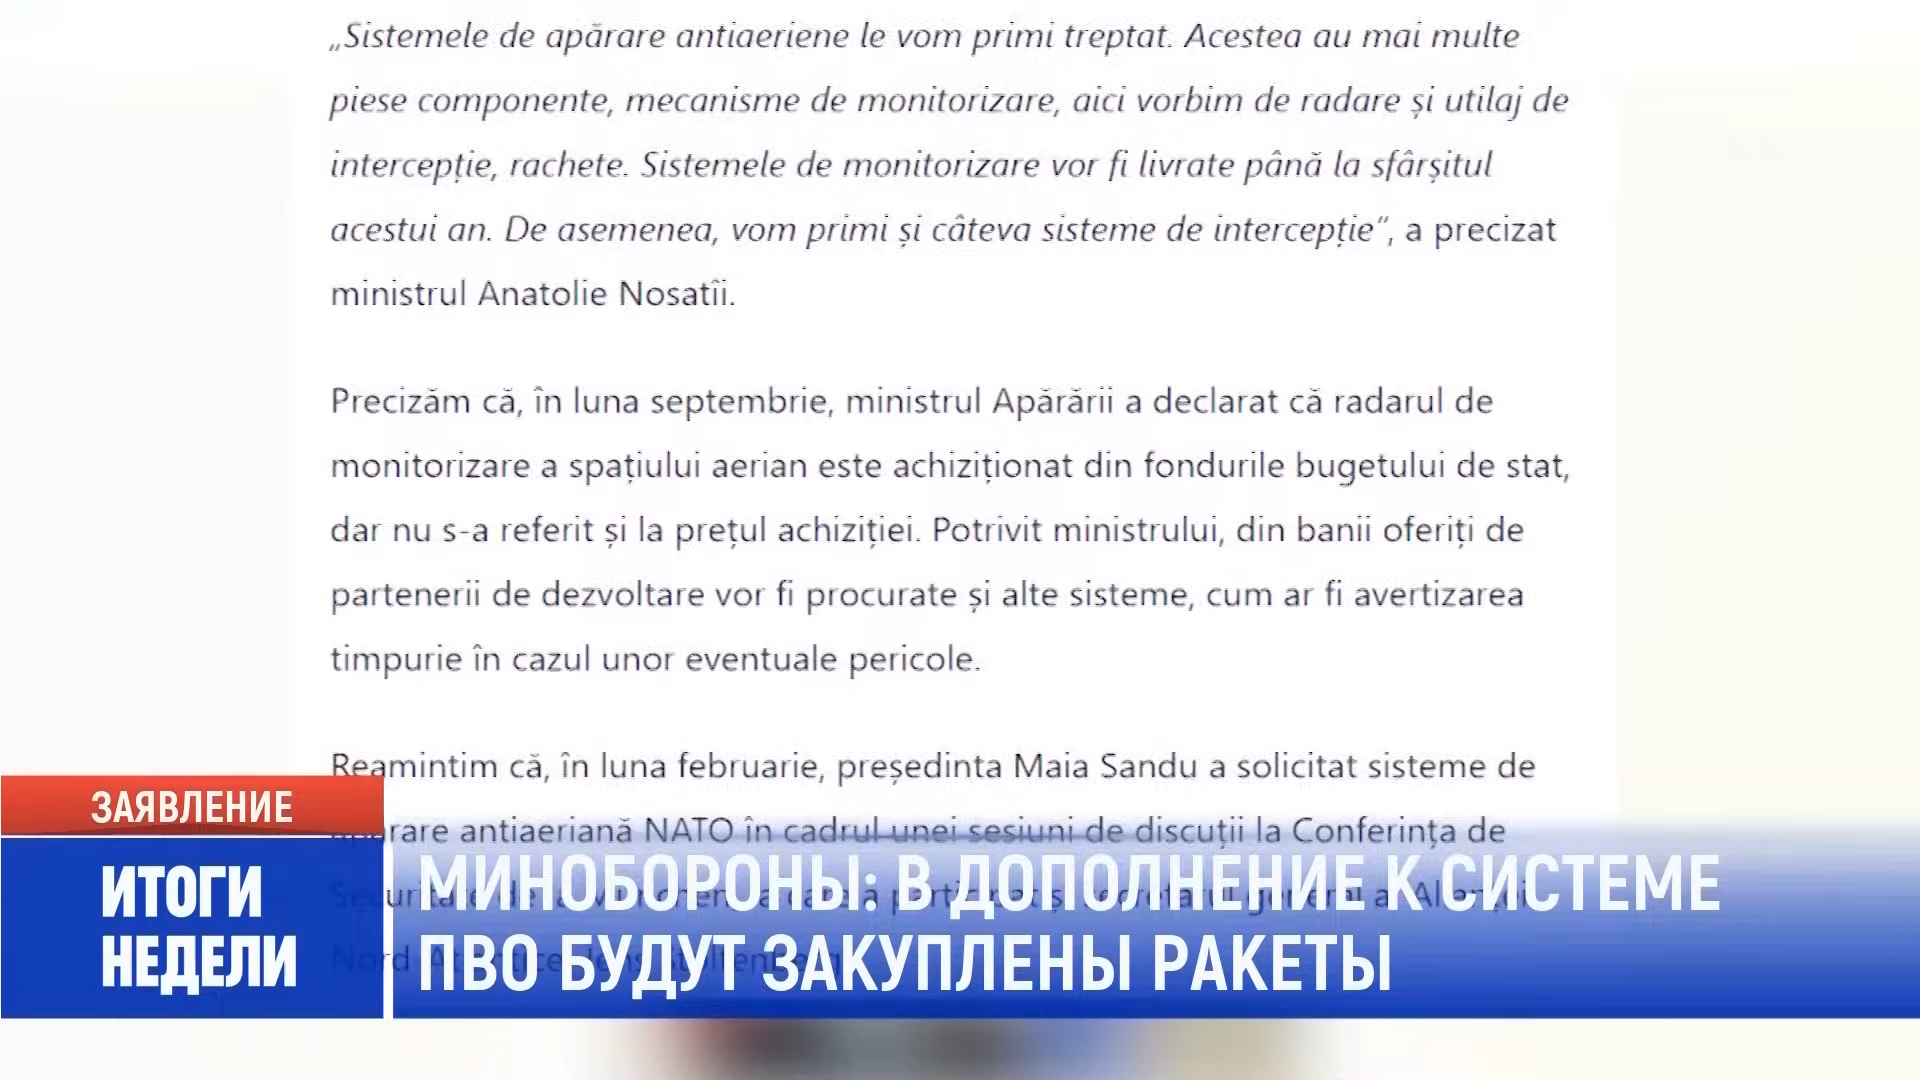 „Sistemele de apărare antiaeriene le vom primi treptat. Acestea au mai multe
piese componente, mecanisme de monitorizare, aici vorbim de radare și utilaj de
intercepție, rachete. Sistemele de monitorizare vor fi livrate până la sfârșitul
acestui an. De asemenea, vom primi și câteva sisteme de intercepție”, a precizat
ministrul Anatolie Nosatîi.
Precizăm că, în luna septembrie, ministrul Apărării a declarat că radarul de
monitorizare a spațiului aerian este achiziționat din fondurile bugetului de stat,
dar nu s-a referit și la prețul achiziției. Potrivit ministrului, din banii oferiți de
partenerii de dezvoltare vor fi procurate și alte sisteme, cum ar fi avertizarea
timpurie în cazul unor eventuale pericole.
Reamintim că, în luna februarie, președinta Maia Sandu a solicitat sisteme de
antiaeriană NATO în cadrul unei sesiuni de discuții la Conferința de
ЗАЯВЛЕНИЕ
ИТОГИ
НЕДЕЛИ
МИНОБОРОНЫ: В ДОПОЛНЕНИЕ К СИСТЕМЕ
ПВО БУДУТ ЗАКУПЛЕНЫ РАКЕТЫ